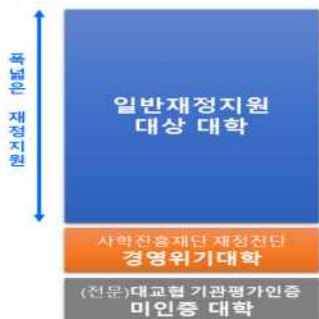 폭넓은 재정지원
일반재정지원
대상 대학
사학진흥재단 재정진단
경영위기대학
(전문)대교협 기관평가인증
미인증 대학